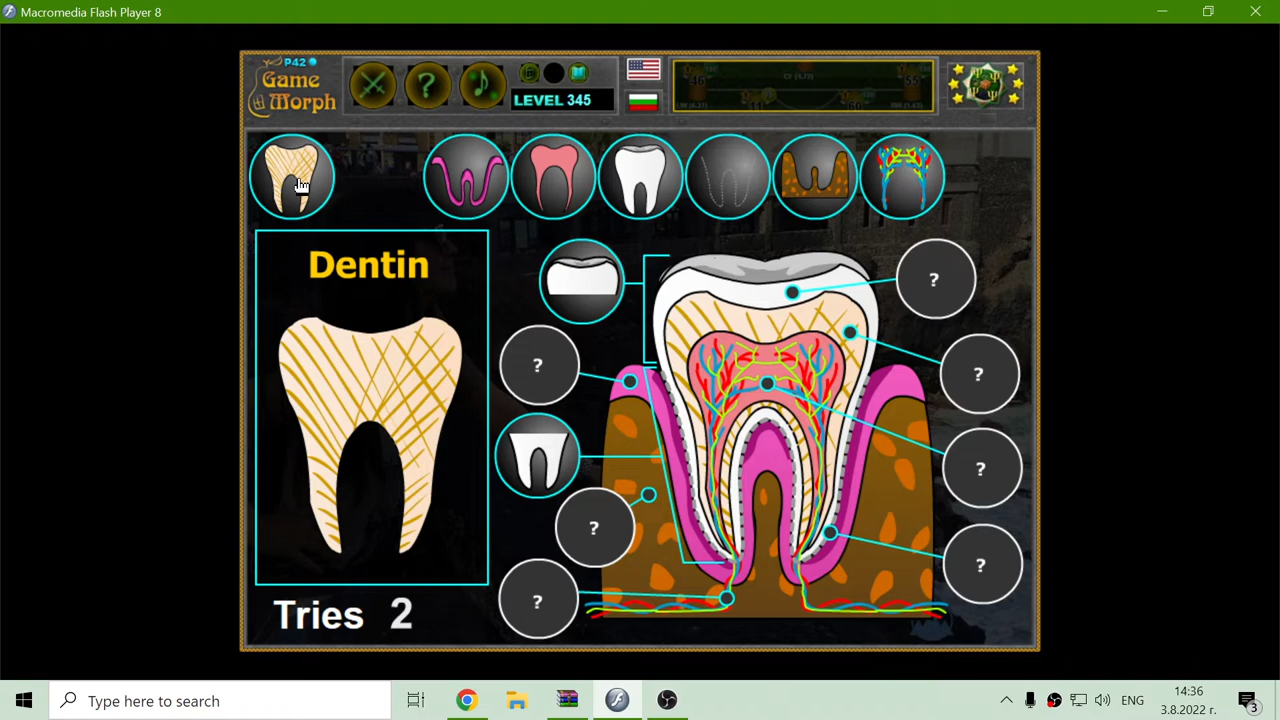 Macromedia Flash Player 8
P42
Game
Morph
LEVEL 345
Dentin
?
?
?
?
?
?
?
?
Tries 2
Type here to search
ЕНГ
14:36
3.8.2022 г.
3